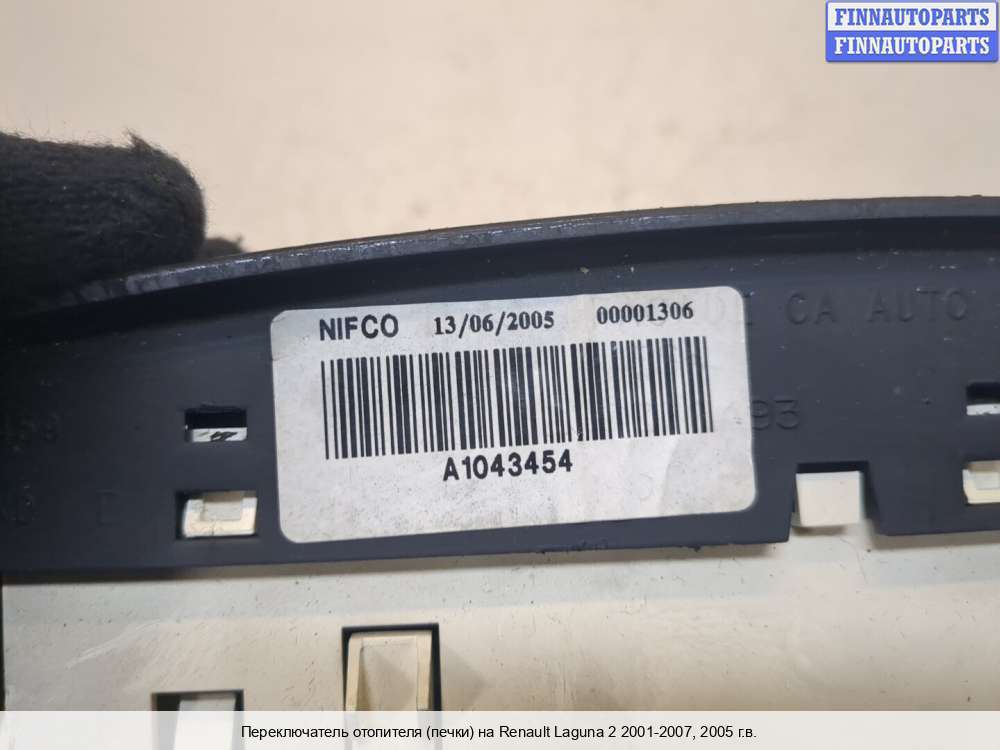 FINNAUTOPARTS
FINNAUTOPARTS
NIFCO 13/06/2005 00001306
CA AUTO
93
A1043454
Переключатель отопителя (печки) на Renault Laguna 2 2001-2007, 2005 г.в.